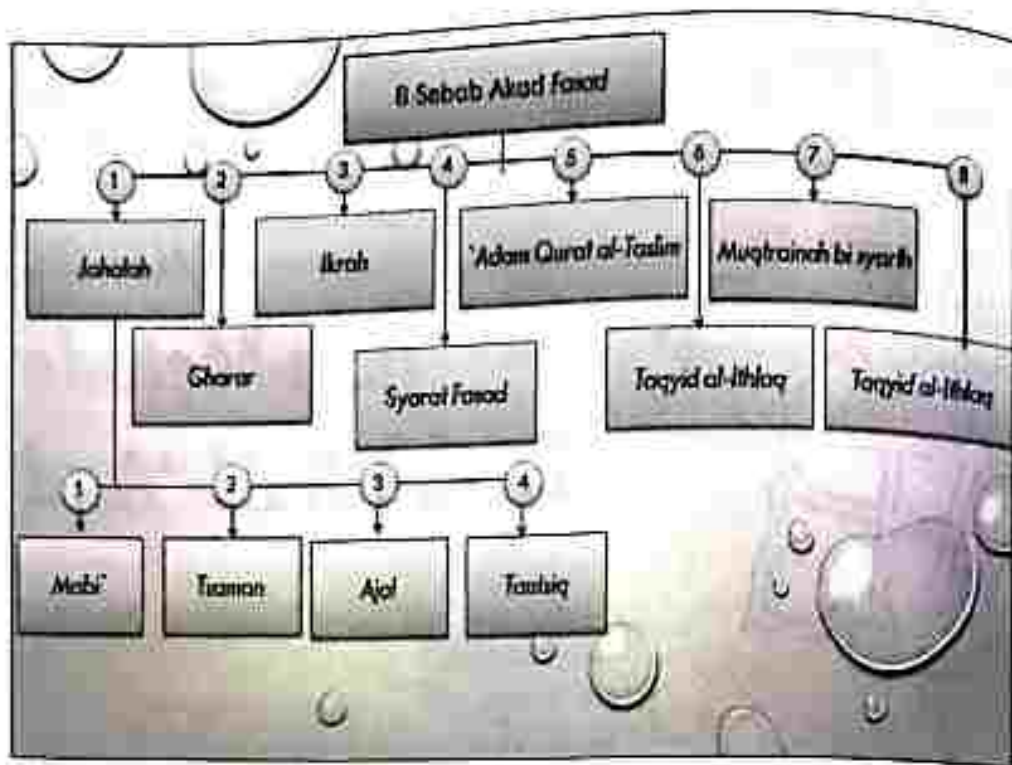 8 Sebab Akad Fasad
1
2
3
4
5
6
7
8
Jahalah
Gharar
Ikrah
Syarat Fasad
'Adam Qurat al-Taslim
Taqyid al-Ithlaq
Muqtrainah bi syarth
Taqyid al-Ithlaq
1
2
3
4
Mabi'
Tsaman
Ajal
Tautsiq